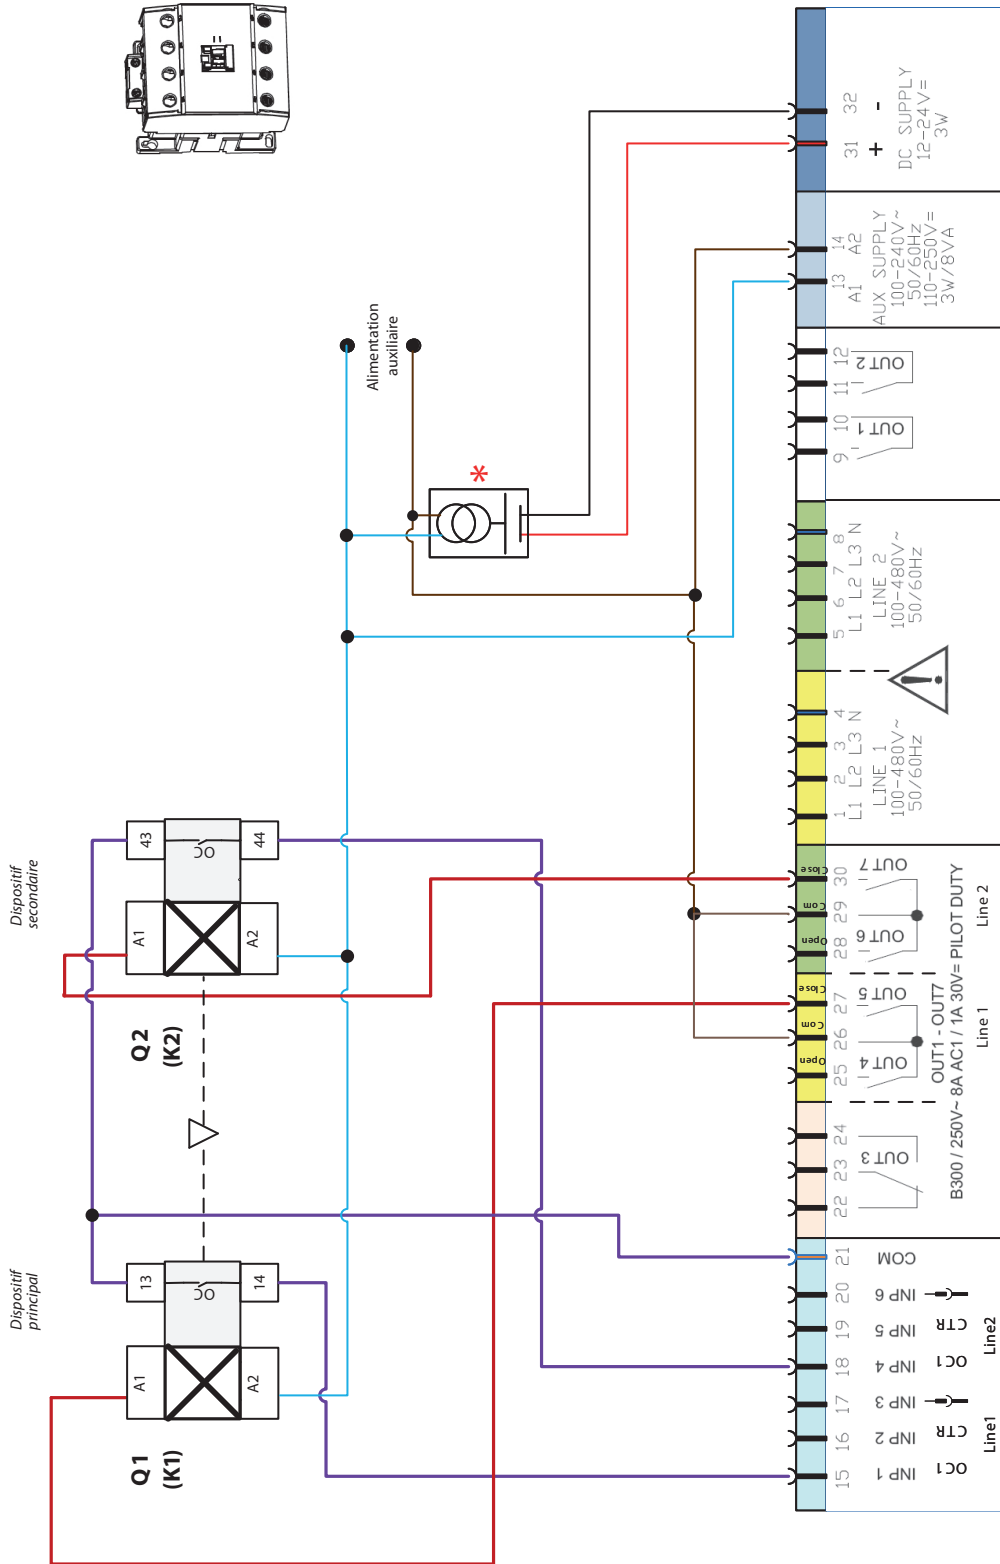 Dispositif
principal
Dispositif
secondaire
Q1
(K1)
A1
A2
13
14
OC
Q2
(K2)
A1
A2
43
44
OC
Alimentation
auxiliaire
*
15 INP 1 OC1
16 INP 2 CTR
17 INP 3
Line1
18 INP 4 OC1
19 INP 5 CTR
20 INP 6
Line2
21 COM
22
23
24
OUT 3
25 Open
26 Com
27 Close
OUT 4
OUT 5
Line 1
28 Open
29 Com
30 Close
OUT 6
OUT 7
Line 2
OUT1 - OUT7
B300 / 250V~ 8A AC1 / 1A 30V= PILOT DUTY
1 2 3 4
L1 L2 L3 N
LINE 1
100-480V~
50/60Hz
5 6 7 8
L1 L2 L3 N
LINE 2
100-480V~
50/60Hz
!
9 10
OUT 1
11 12
OUT 2
13 14
A1 A2
AUX SUPPLY
100-240V~
50/60Hz
110-250V=
3W/8VA
31 32
+ -
DC SUPPLY
12-24V=
3W